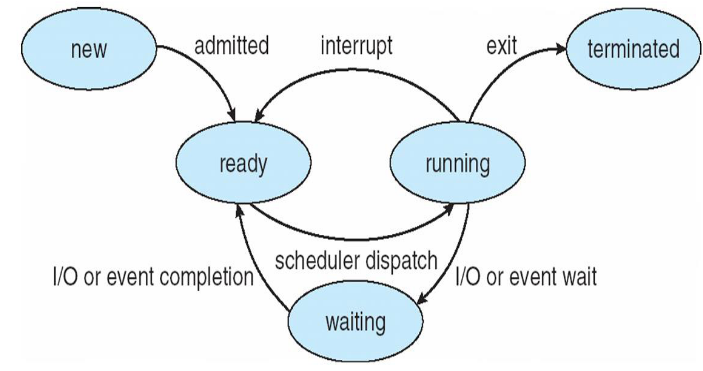 new
admitted
interrupt
exit
terminated
ready
running
scheduler dispatch
I/O or event completion
I/O or event wait
waiting